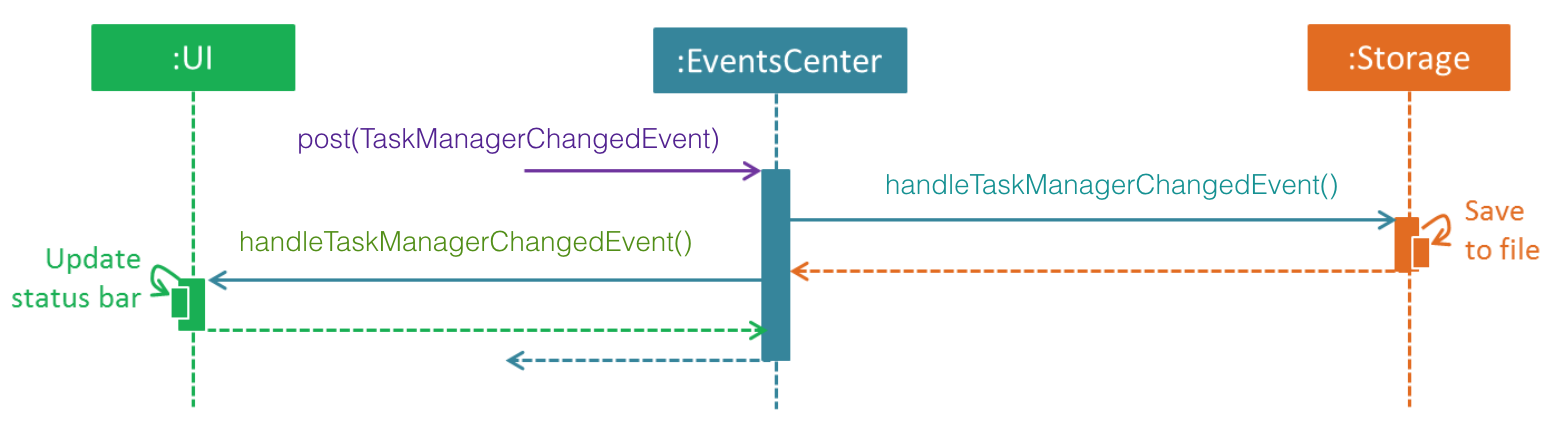 :UI
:EventsCenter
:Storage
post(TaskManagerChangedEvent)
handleTaskManagerChangedEvent()
Save
to file
handleTaskManagerChangedEvent()
Update
status bar